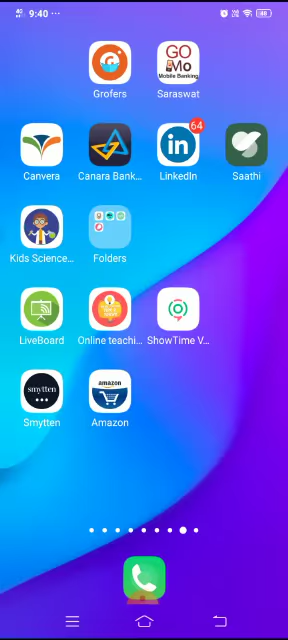 9:40 ...
Grofers
GO
Mo
Mobile Banking
Saraswat
64
Canvera
Canara Bank...
in
LinkedIn
Saathi
Kids Science...
Folders
LiveBoard
Online teachi...
ShowTime V...
smytten
Smytten
amazon
Amazon